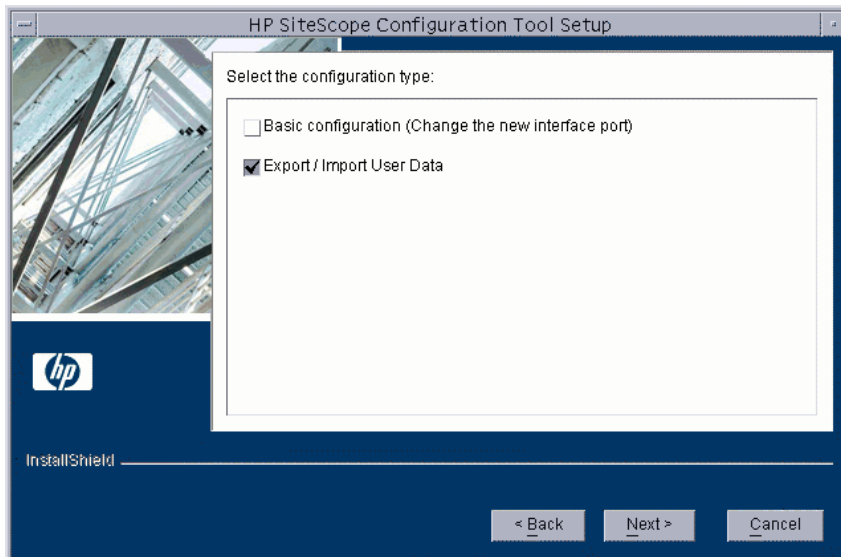 HP SiteScope Configuration Tool Setup
Select the configuration type:
Basic configuration (Change the new interface port)
Export / Import User Data
hp
InstallShield
< Back
Next >
Cancel